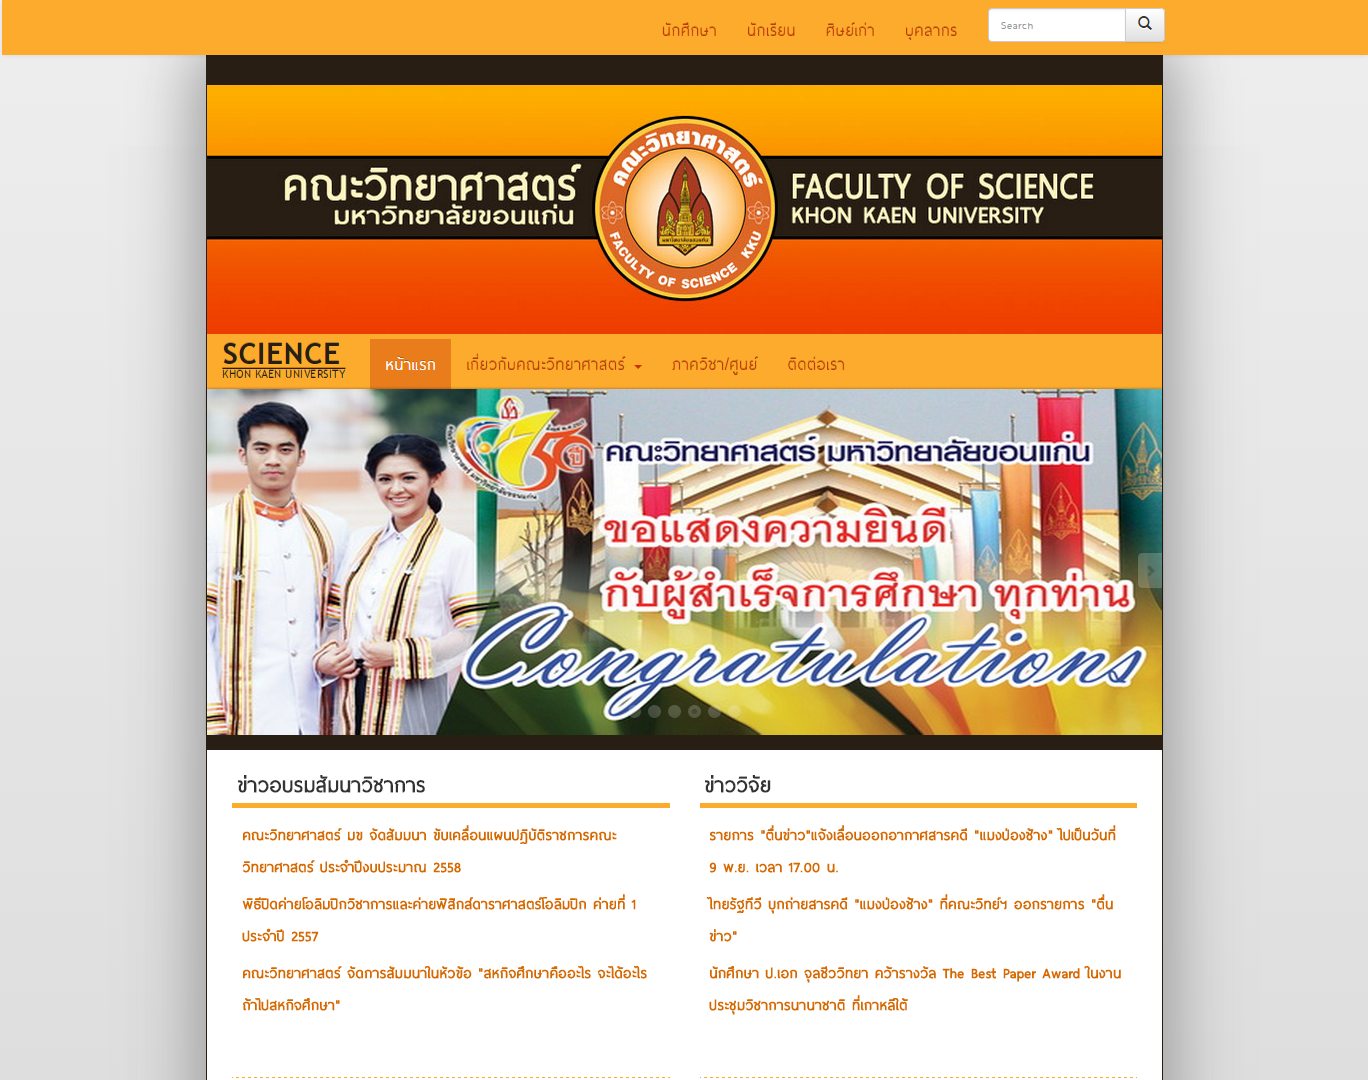 นักศึกษา นักเรียน ศิษย์เก่า บุคลากร Search
คณะวิทยาศาสตร์
มหาวิทยาลัยขอนแก่น
คณะวิทยาศาสตร์
มหาวิทยาลัยขอนแก่น
FACULTY OF SCIENCE KKU
FACULTY OF SCIENCE
KHON KAEN UNIVERSITY
SCIENCE
KHON KAEN UNIVERSITY
หน้าแรก เกี่ยวกับคณะวิทยาศาสตร์ ภาควิชา/ศูนย์ ติดต่อเรา
50 ปี
คณะวิทยาศาสตร์ มหาวิทยาลัยขอนแก่น
ขอแสดงความยินดี
กับผู้สำเร็จการศึกษา ทุกท่าน
Congratulations
ข่าวอบรมสัมนาวิชาการ
คณะวิทยาศาสตร์ มข จัดสัมมนา ขับเคลื่อนแผนปฏิบัติราชการคณะ
วิทยาศาสตร์ ประจำปีงบประมาณ 2558
พิธีปิดค่ายโอลิมปิกวิชาการและค่ายฟิสิกส์ดาราศาสตร์โอลิมปิก ค่ายที่ 1
ประจำปี 2557
คณะวิทยาศาสตร์ จัดการสัมมนาในหัวข้อ "สหกิจศึกษาคืออะไร จะได้อะไร
ถ้าไปสหกิจศึกษา"
ข่าววิจัย
รายการ "ตื่นข่าว"แจ้งเลื่อนออกอากาศสารคดี "แมงป่องช้าง" ไปเป็นวันที่
9 พ.ย. เวลา 17.00 น.
ไทยรัฐทีวี บุกถ่ายสารคดี "แมงป่องช้าง" ที่คณะวิทย์ฯ ออกรายการ "ตื่น
ข่าว"
นักศึกษา ป.เอก จุลชีววิทยา คว้ารางวัล The Best Paper Award ในงาน
ประชุมวิชาการนานาชาติ ที่เกาหลีใต้